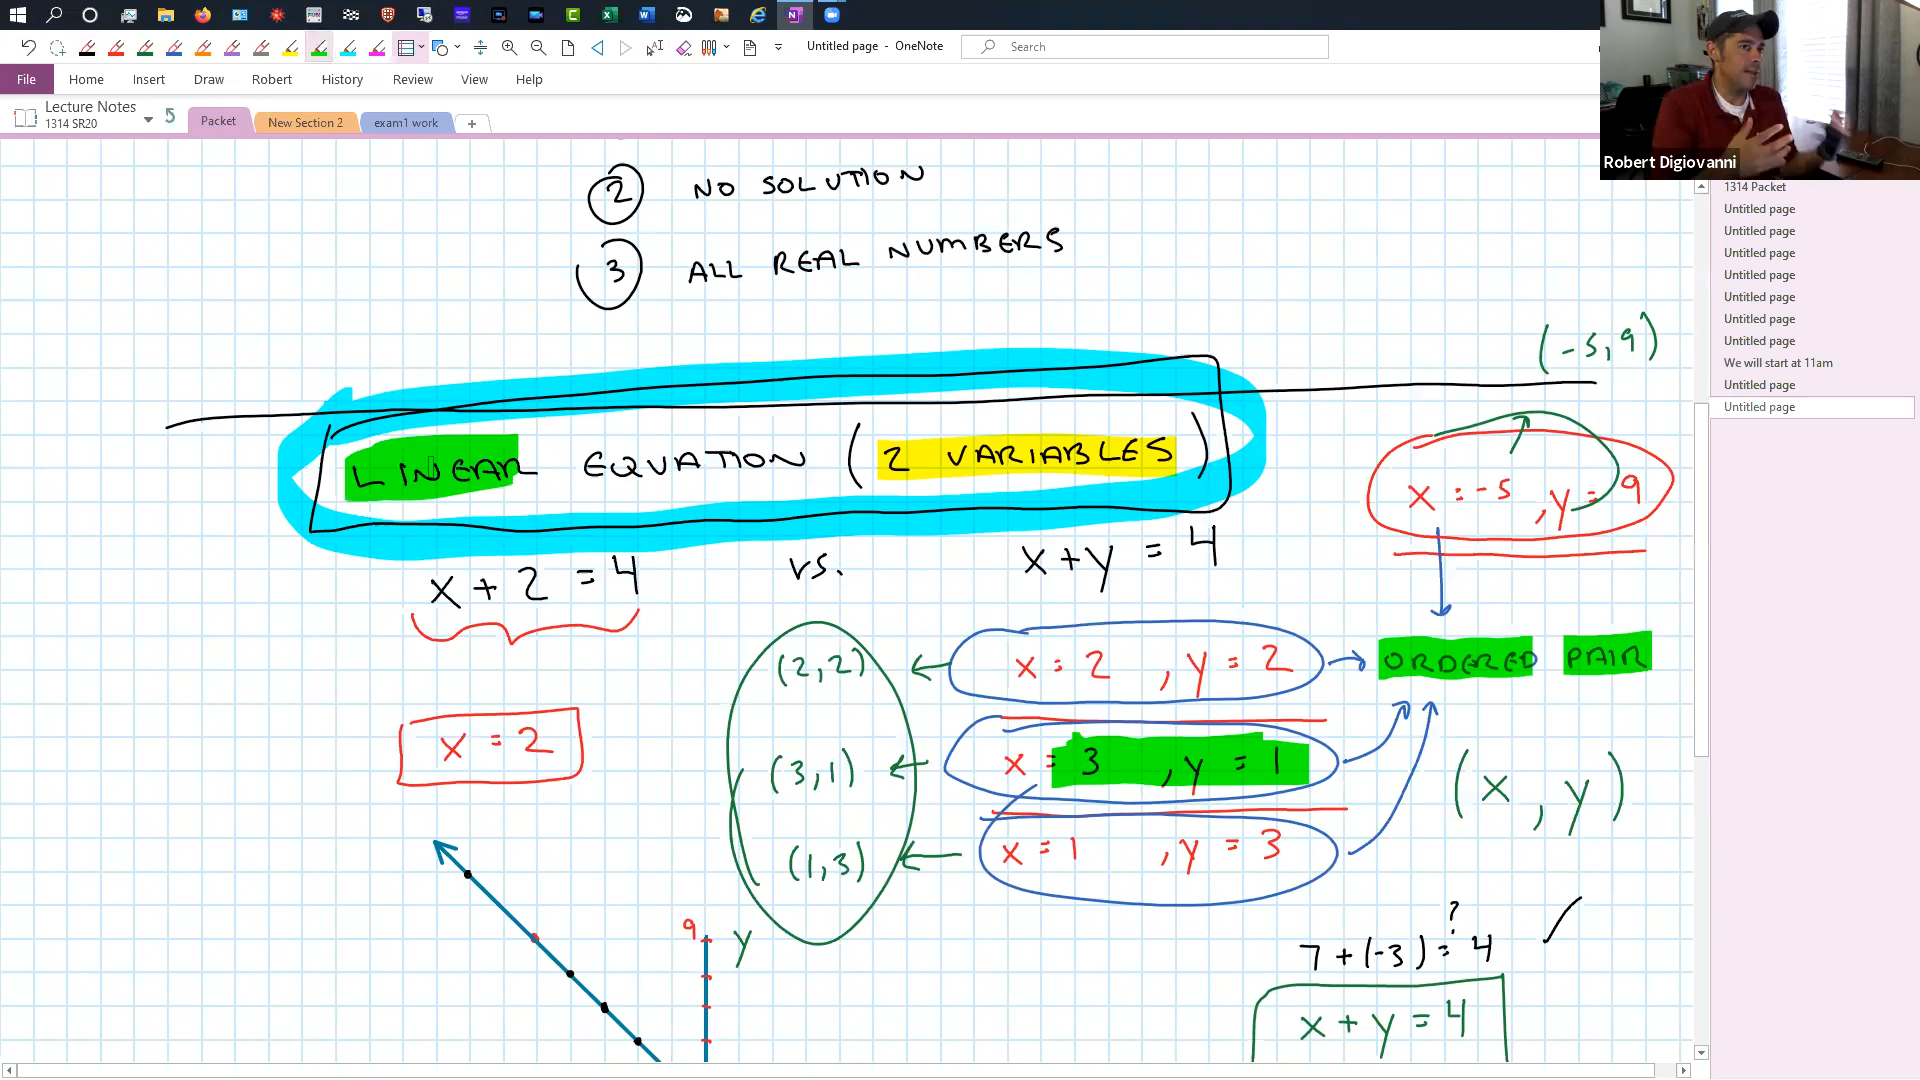 Untitled page - OneNote
Search
File Home Insert Draw Robert History Review View Help
Lecture Notes
1314 SR20
Packet New Section 2 exam1 work +
Robert Digiovanni
1314 Packet
Untitled page
Untitled page
Untitled page
Untitled page
Untitled page
Untitled page
Untitled page
We will start at 11am
Untitled page
Untitled page
2 NO SOLUTION
3 ALL REAL NUMBERS
(-5,9)
LINEAR EQUATION (2 VARIABLES)
x = -5 , y = 9
x + 2 = 4 vs. x + y = 4
(2,2) ← x = 2 , y = 2 → ORDERED PAIR
x = 2
(3,1) ← x = 3 , y = 1
(x , y)
(1,3) ← x = 1 , y = 3
9 y
?
7 + (-3) = 4 ✓
x + y = 4